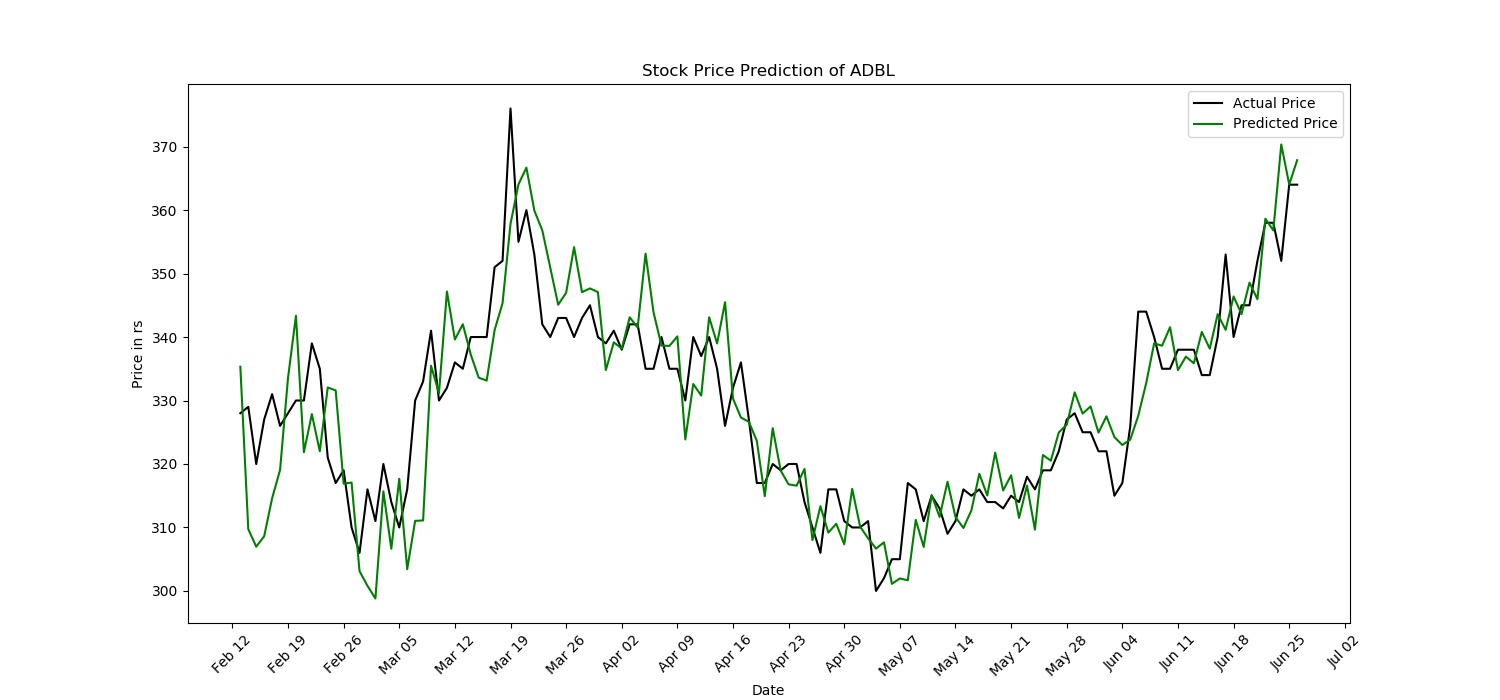 Stock Price Prediction of ADBL
Actual Price
Predicted Price
Price in rs
370
360
350
340
330
320
310
300
Feb 12
Feb 19
Feb 26
Mar 05
Mar 12
Mar 19
Mar 26
Apr 02
Apr 09
Apr 16
Apr 23
Apr 30
May 07
May 14
May 21
May 28
Jun 04
Jun 11
Jun 18
Jun 25
Jul 02
Date